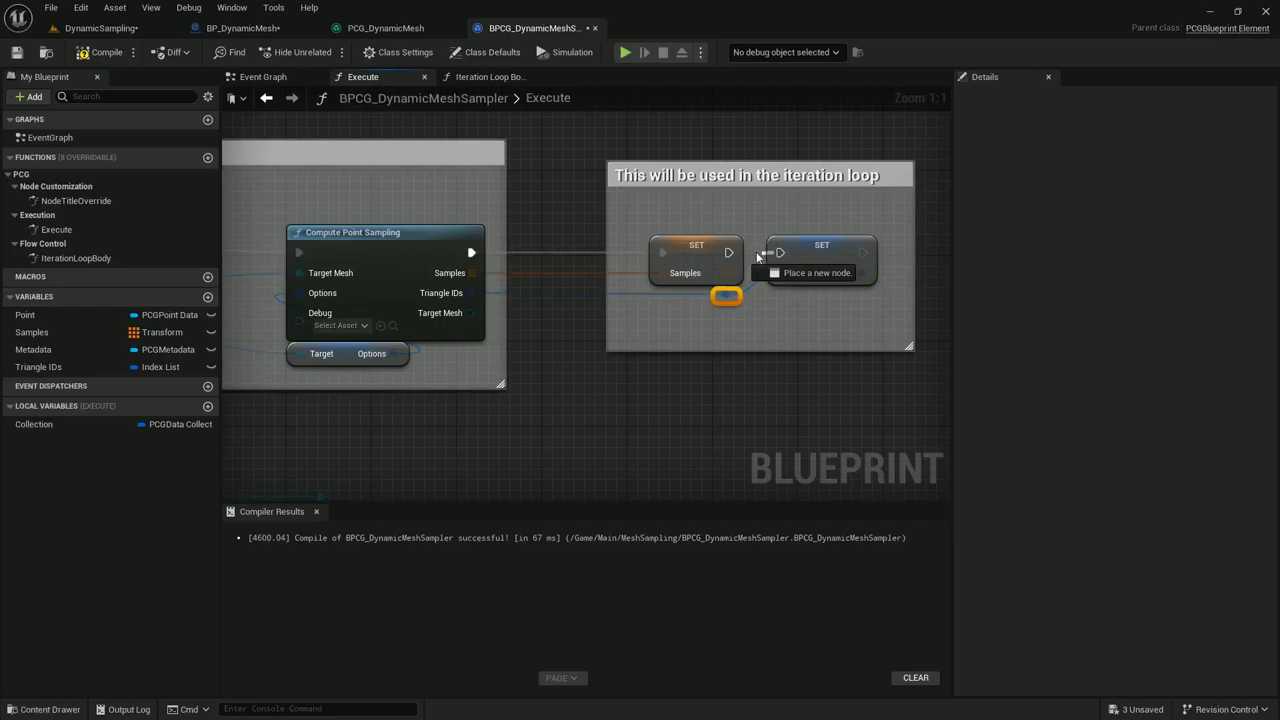 File Edit Asset View Debug Window Tools Help
DynamicSampling* BP_DynamicMesh* PCG_DynamicMesh BPCG_DynamicMeshS...
Parent class: PCGBlueprint Element
Compile Diff Find Hide Unrelated Class Settings Class Defaults Simulation No debug object selected
My Blueprint
Event Graph Execute Iteration Loop Bo...
Details
Add Search
BPCG_DynamicMeshSampler > Execute
Zoom 1:1
GRAPHS
EventGraph
FUNCTIONS (8 OVERRIDABLE)
PCG
Node Customization
NodeTitleOverride
Execution
Execute
Flow Control
IterationLoopBody
MACROS
VARIABLES
Point PCGPoint Data
Samples Transform
Metadata PCGMetadata
Triangle IDs Index List
EVENT DISPATCHERS
LOCAL VARIABLES (EXECUTE)
Collection PCGData Collect
Compute Point Sampling
Target Mesh Samples
Options Triangle IDs
Debug Target Mesh
Select Asset
Target Options
This will be used in the iteration loop
SET
Samples
SET
Place a new node.
BLUEPRINT
Compiler Results
[4600.04] Compile of BPCG_DynamicMeshSampler successful! [in 67 ms] (/Game/Main/MeshSampling/BPCG_DynamicMeshSampler.BPCG_DynamicMeshSampler)
PAGE
CLEAR
Content Drawer Output Log Cmd Enter Console Command 3 Unsaved Revision Control